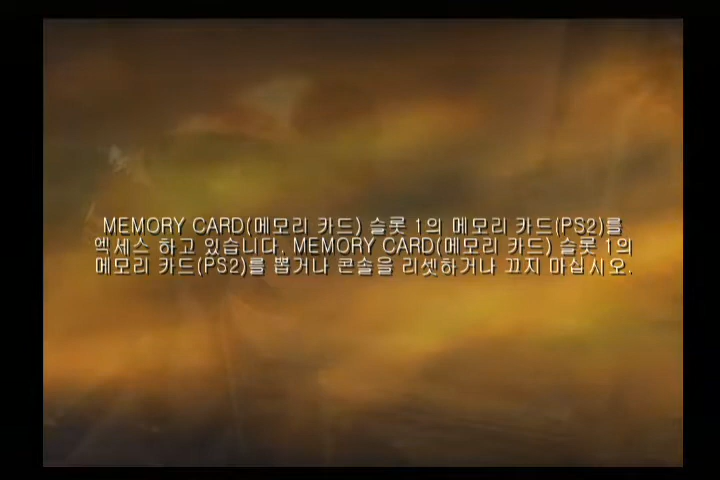 MEMORY CARD(메모리 카드) 슬롯 1의 메모리 카드(PS2)를
엑세스 하고 있습니다. MEMORY CARD(메모리 카드) 슬롯 1의
메모리 카드(PS2)를 뽑거나 콘솔을 리셋하거나 끄지 마십시오.